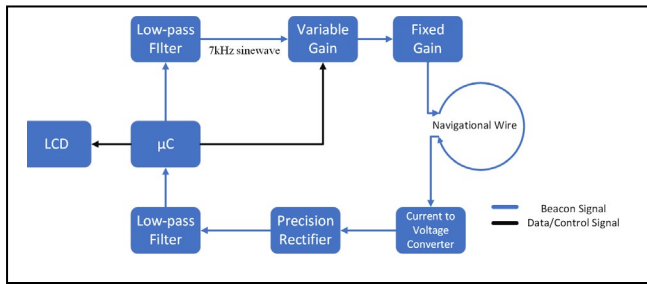 Low-pass
FIlter
7kHz sinewave
Variable
Gain
Fixed
Gain
Navigational Wire
LCD
µC
Low-pass
Filter
Precision
Rectifier
Current to
Voltage
Converter
Beacon Signal
Data/Control Signal